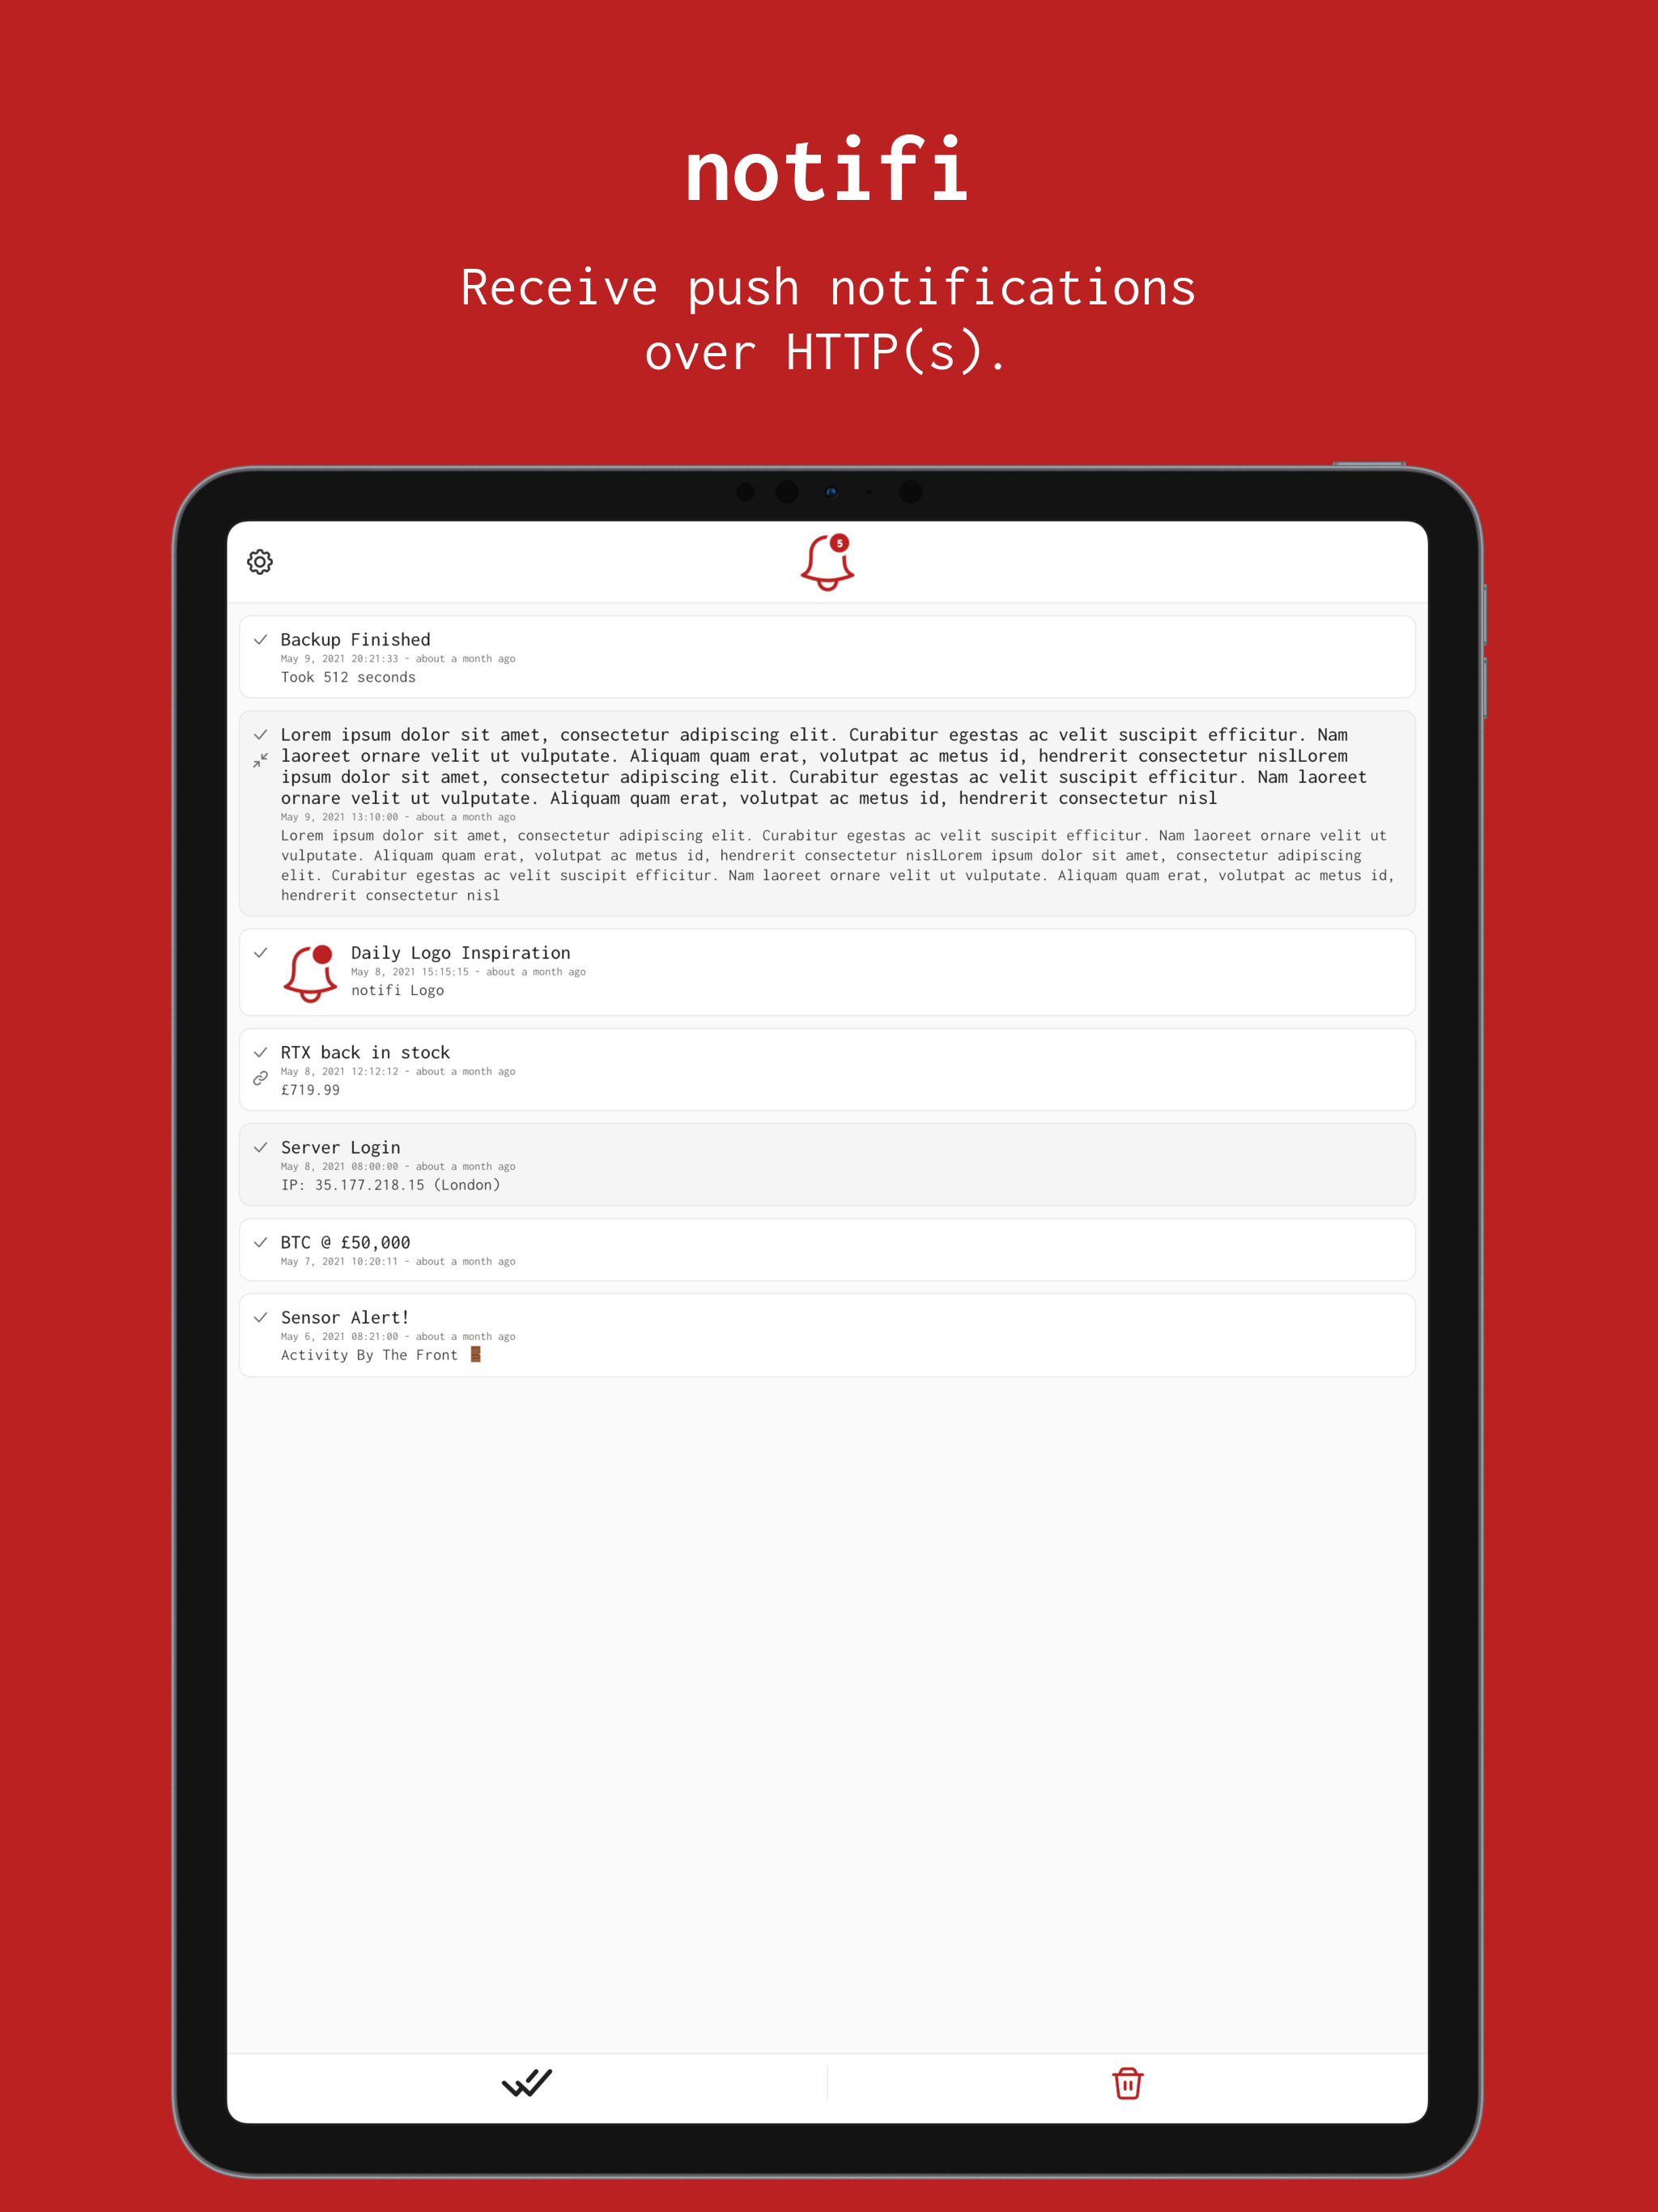 notifi
Receive push notifications
over HTTP(s).
5
Backup Finished
May 9, 2021 20:21:33 - about a month ago
Took 512 seconds
Lorem ipsum dolor sit amet, consectetur adipiscing elit. Curabitur egestas ac velit suscipit efficitur. Nam
laoreet ornare velit ut vulputate. Aliquam quam erat, volutpat ac metus id, hendrerit consectetur nislLorem
ipsum dolor sit amet, consectetur adipiscing elit. Curabitur egestas ac velit suscipit efficitur. Nam laoreet
ornare velit ut vulputate. Aliquam quam erat, volutpat ac metus id, hendrerit consectetur nisl
May 9, 2021 13:10:00 - about a month ago
Lorem ipsum dolor sit amet, consectetur adipiscing elit. Curabitur egestas ac velit suscipit efficitur. Nam laoreet ornare velit ut
vulputate. Aliquam quam erat, volutpat ac metus id, hendrerit consectetur nislLorem ipsum dolor sit amet, consectetur adipiscing
elit. Curabitur egestas ac velit suscipit efficitur. Nam laoreet ornare velit ut vulputate. Aliquam quam erat, volutpat ac metus id,
hendrerit consectetur nisl
Daily Logo Inspiration
May 8, 2021 15:15:15 - about a month ago
notifi Logo
RTX back in stock
May 8, 2021 12:12:12 - about a month ago
£719.99
Server Login
May 8, 2021 08:00:00 - about a month ago
IP: 35.177.218.15 (London)
BTC @ £50,000
May 7, 2021 10:20:11 - about a month ago
Sensor Alert!
May 6, 2021 08:21:00 - about a month ago
Activity By The Front 🚪